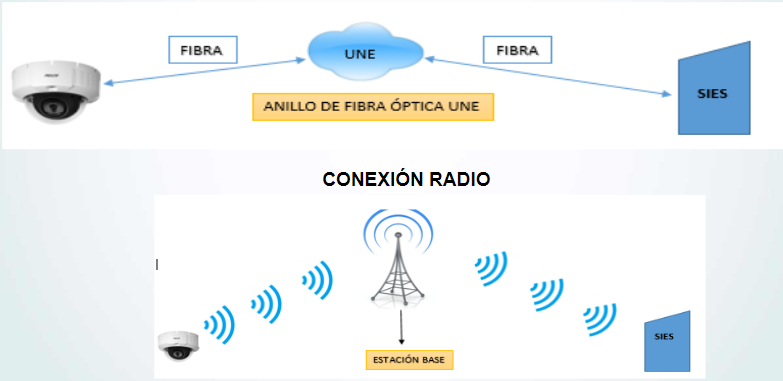 FIBRA
UNE
FIBRA
SIES
ANILLO DE FIBRA ÓPTICA UNE
CONEXIÓN RADIO
SIES
ESTACIÓN BASE